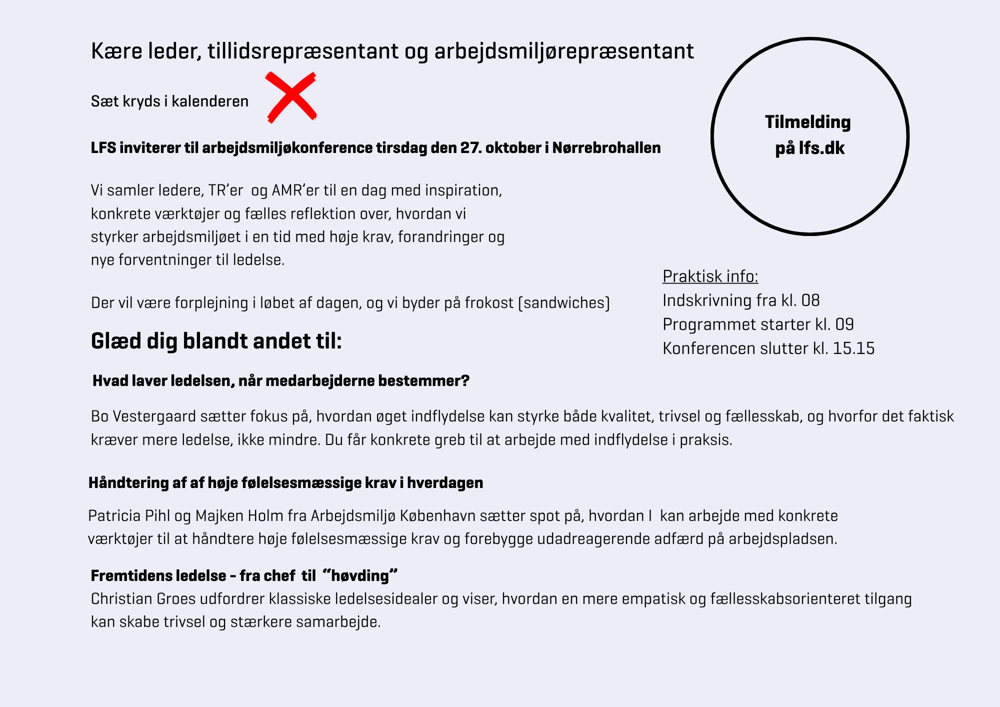 Kære leder, tillidsrepræsentant og arbejdsmiljørepræsentant
Sæt kryds i kalenderen
Tilmelding
på lfs.dk
LFS inviterer til arbejdsmiljøkonference tirsdag den 27. oktober i Nørrebrohallen
Vi samler ledere, TR’er  og AMR’er til en dag med inspiration,
konkrete værktøjer og fælles reflektion over, hvordan vi
styrker arbejdsmiljøet i en tid med høje krav, forandringer og
nye forventninger til ledelse.
Der vil være forplejning i løbet af dagen, og vi byder på frokost (sandwiches)
Praktisk info:
Indskrivning fra kl. 08
Programmet starter kl. 09
Konferencen slutter kl. 15.15
Glæd dig blandt andet til:
Hvad laver ledelsen, når medarbejderne bestemmer?
Bo Vestergaard sætter fokus på, hvordan øget indflydelse kan styrke både kvalitet, trivsel og fællesskab, og hvorfor det faktisk
kræver mere ledelse, ikke mindre. Du får konkrete greb til at arbejde med indflydelse i praksis.
Håndtering af af høje følelsesmæssige krav i hverdagen
Patricia Pihl og Majken Holm fra Arbejdsmiljø København sætter spot på, hvordan I  kan arbejde med konkrete
værktøjer til at håndtere høje følelsesmæssige krav og forebygge udadreagerende adfærd på arbejdspladsen.
Fremtidens ledelse - fra chef  til  “høvding”
Christian Groes udfordrer klassiske ledelsesidealer og viser, hvordan en mere empatisk og fællesskabsorienteret tilgang
kan skabe trivsel og stærkere samarbejde.